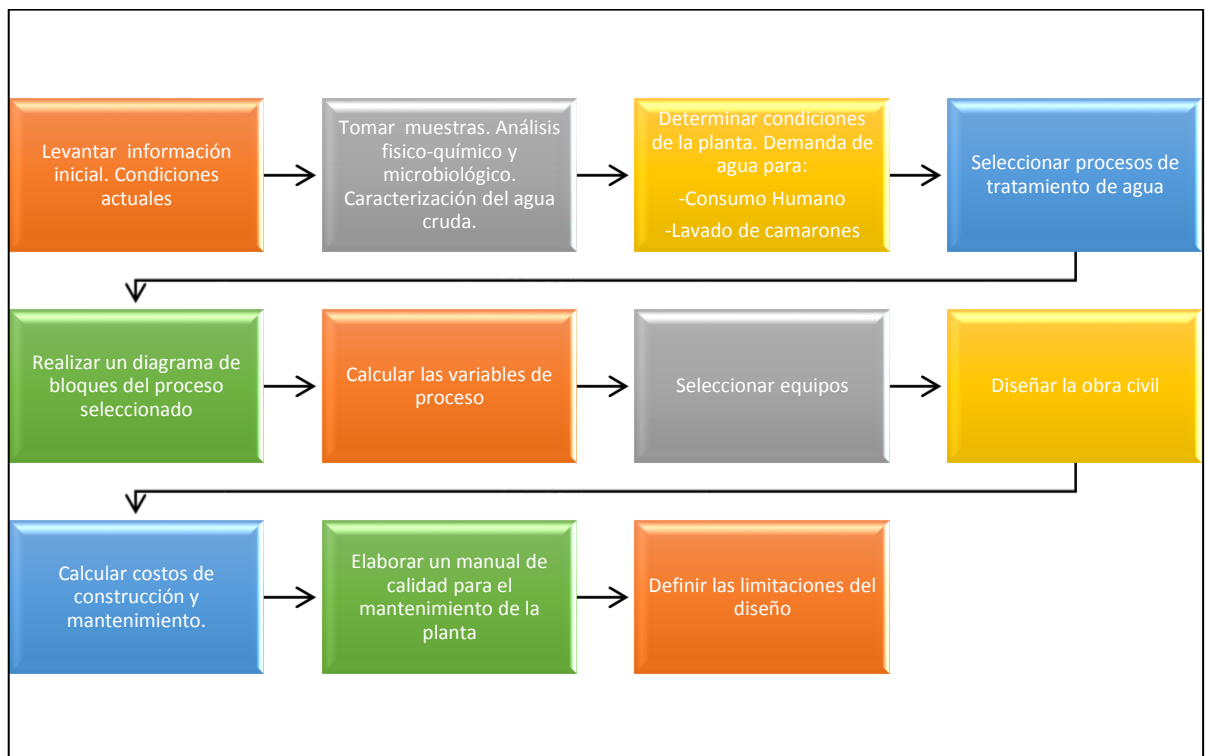 Levantar información
inicial. Condiciones
actuales
Tomar muestras. Análisis
fisico-químico y
microbiológico.
Caracterización del agua
cruda.
Determinar condiciones
de la planta. Demanda de
agua para:
-Consumo Humano
-Lavado de camarones
Seleccionar procesos de
tratamiento de agua
Realizar un diagrama de
bloques del proceso
seleccionado
Calcular las variables de
proceso
Seleccionar equipos
Diseñar la obra civil
Calcular costos de
construcción y
mantenimiento.
Elaborar un manual de
calidad para el
mantenimiento de la
planta
Definir las limitaciones del
diseño